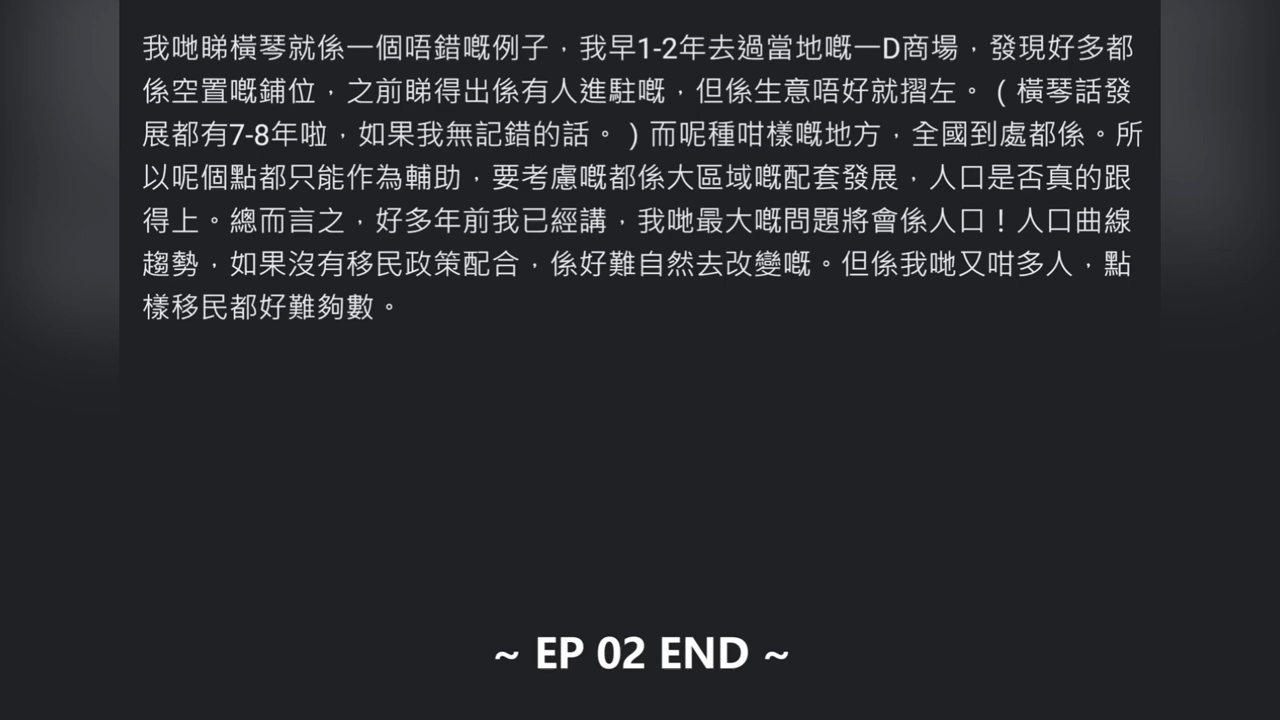 我哋睇橫琴就係一個唔錯嘅例子，我早1-2年去過當地嘅一D商場，發現好多都
係空置嘅鋪位，之前睇得出係有人進駐嘅，但係生意唔好就摺左。（橫琴話發
展都有7-8年啦，如果我無記錯的話。）而呢種咁樣嘅地方，全國到處都係。所
以呢個點都只能作為輔助，要考慮嘅都係大區域嘅配套發展，人口是否真的跟
得上。總而言之，好多年前我已經講，我哋最大嘅問題將會係人口！人口曲線
趨勢，如果沒有移民政策配合，係好難自然去改變嘅。但係我哋又咁多人，點
樣移民都好難夠數。
~ EP 02 END ~